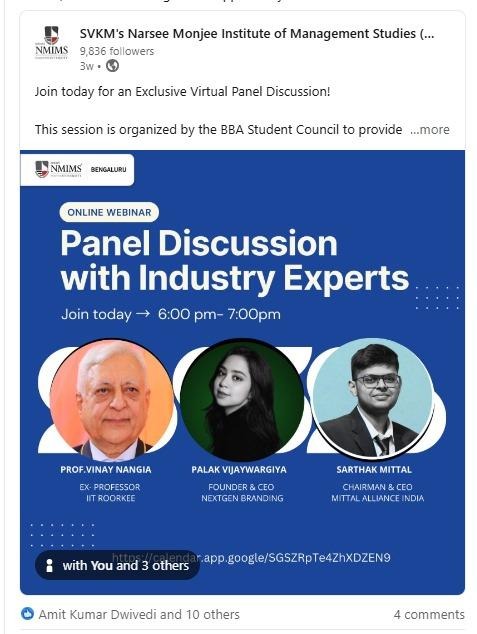 SVKM's Narsee Monjee Institute of Management Studies (...
NMIMS
9,836 followers
3w •
Join today for an Exclusive Virtual Panel Discussion!
This session is organized by the BBA Student Council to provide ...more
NMIMS BENGALURU
ONLINE WEBINAR
Panel Discussion
with Industry Experts
Join today → 6:00 pm- 7:00pm
PROF.VINAY NANGIA
EX- PROFESSOR
IIT ROORKEE
PALAK VIJAYWARGIYA
FOUNDER & CEO
NEXTGEN BRANDING
SARTHAK MITTAL
CHAIRMAN & CEO
MITTAL ALLIANCE INDIA
https://calendar.app.google/SGSZRpTe4ZhXDZEN9
with You and 3 others
Amit Kumar Dwivedi and 10 others
4 comments